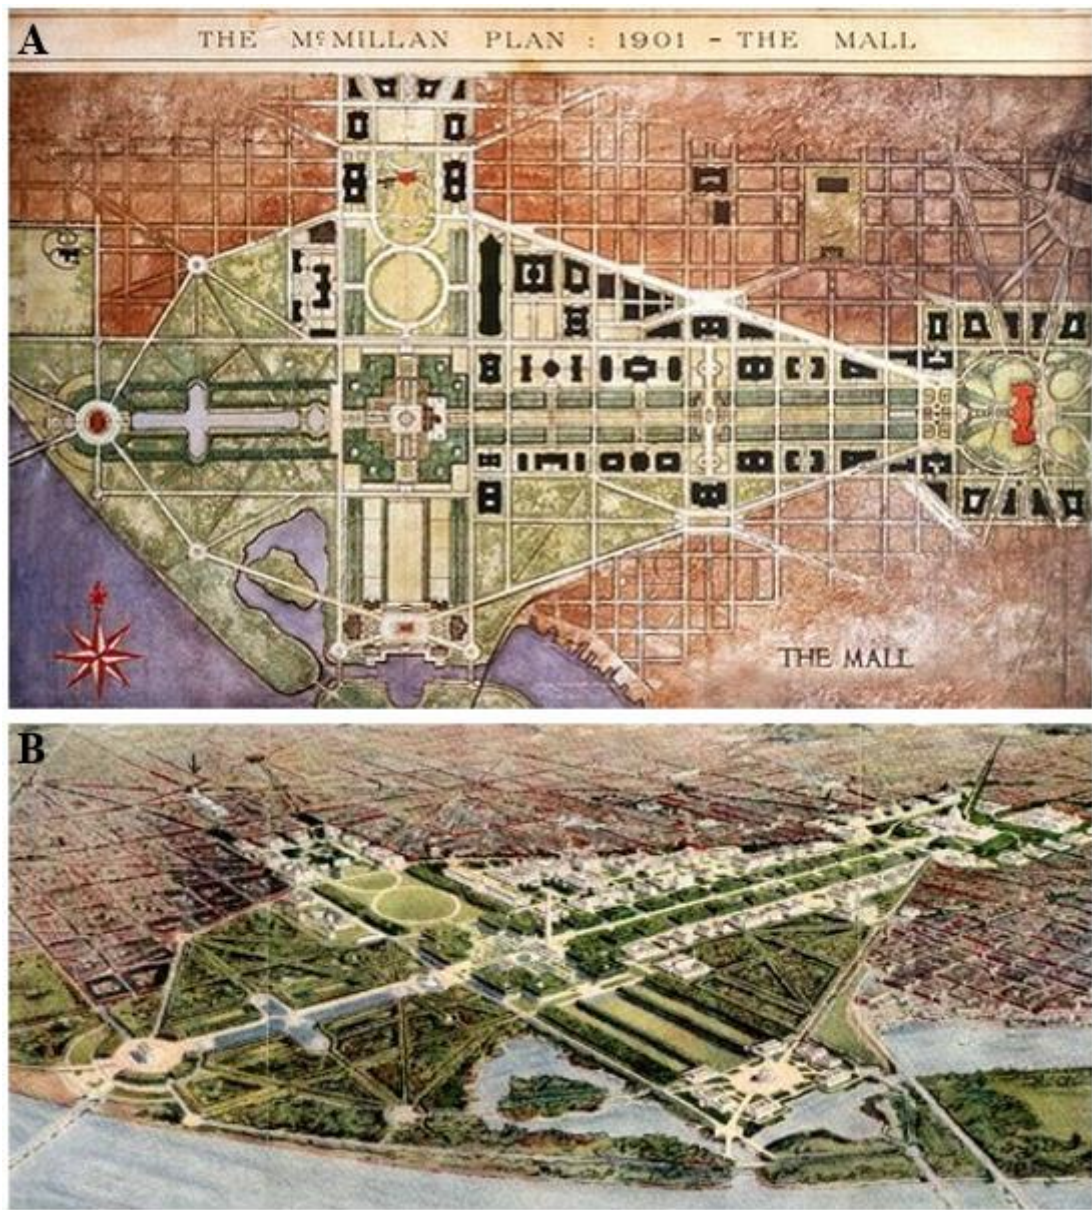 A
THE MᶜMILLAN PLAN : 1901 – THE MALL
THE MALL
B